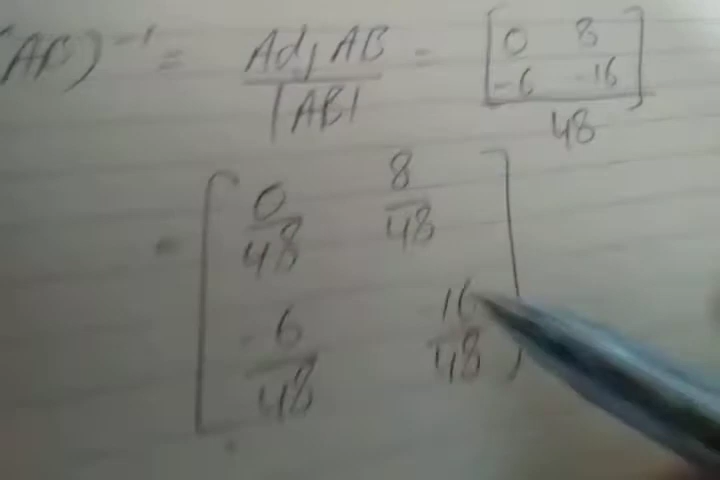 (AB)⁻¹ = Adj AB / |AB| = [0 8; -6 -16] / 48
= [0/48 8/48
-6/48 -16/48]